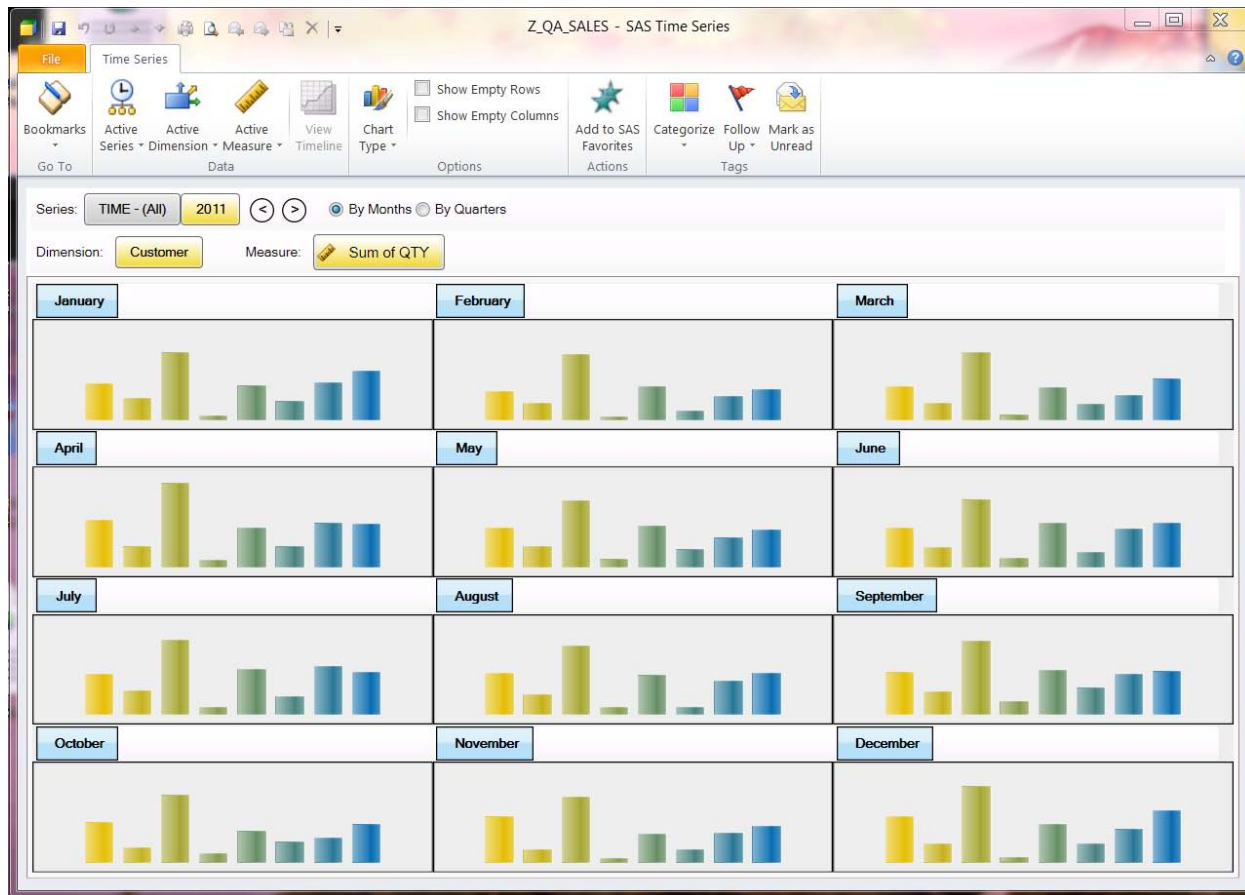 Z_QA_SALES - SAS Time Series
File Time Series
Show Empty Rows
Show Empty Columns
Bookmarks Active Series Active Dimension Active Measure View Timeline Chart Type Add to SAS Favorites Categorize Follow Up Mark as Unread
Go To Data Options Actions Tags
Series: TIME - (All) 2011 < > By Months By Quarters
Dimension: Customer Measure: Sum of QTY
January February March
April May June
July August September
October November December